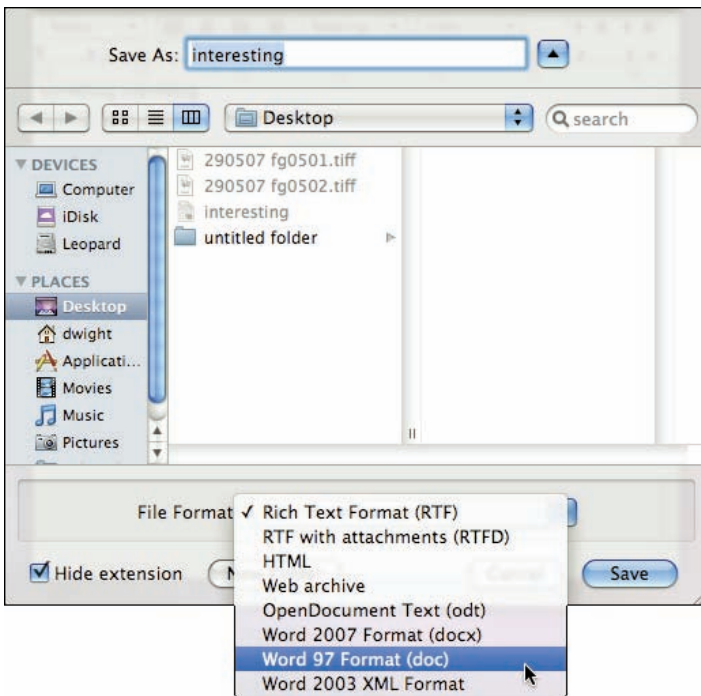 Save As: interesting
Desktop
search
DEVICES
Computer
iDisk
Leopard
PLACES
Desktop
dwight
Applicati...
Movies
Music
Pictures
290507 fg0501.tiff
290507 fg0502.tiff
interesting
untitled folder
File Format
✓ Rich Text Format (RTF)
RTF with attachments (RTFD)
HTML
Web archive
OpenDocument Text (odt)
Word 2007 Format (docx)
Word 97 Format (doc)
Word 2003 XML Format
Hide extension
Save